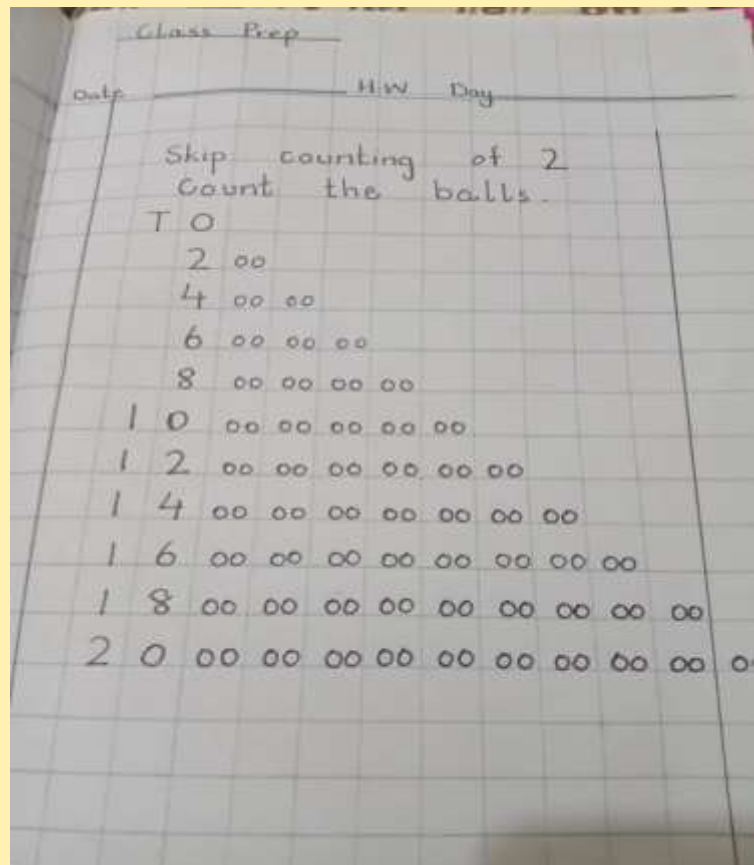 Class Prep
Date H.W Day
Skip counting of 2
Count the balls.
T O
2 oo
4 oo oo
6 oo oo oo
8 oo oo oo oo
1 0 oo oo oo oo oo
1 2 oo oo oo oo oo oo
1 4 oo oo oo oo oo oo oo
1 6 oo oo oo oo oo oo oo oo
1 8 oo oo oo oo oo oo oo oo oo
2 0 oo oo oo oo oo oo oo oo oo o